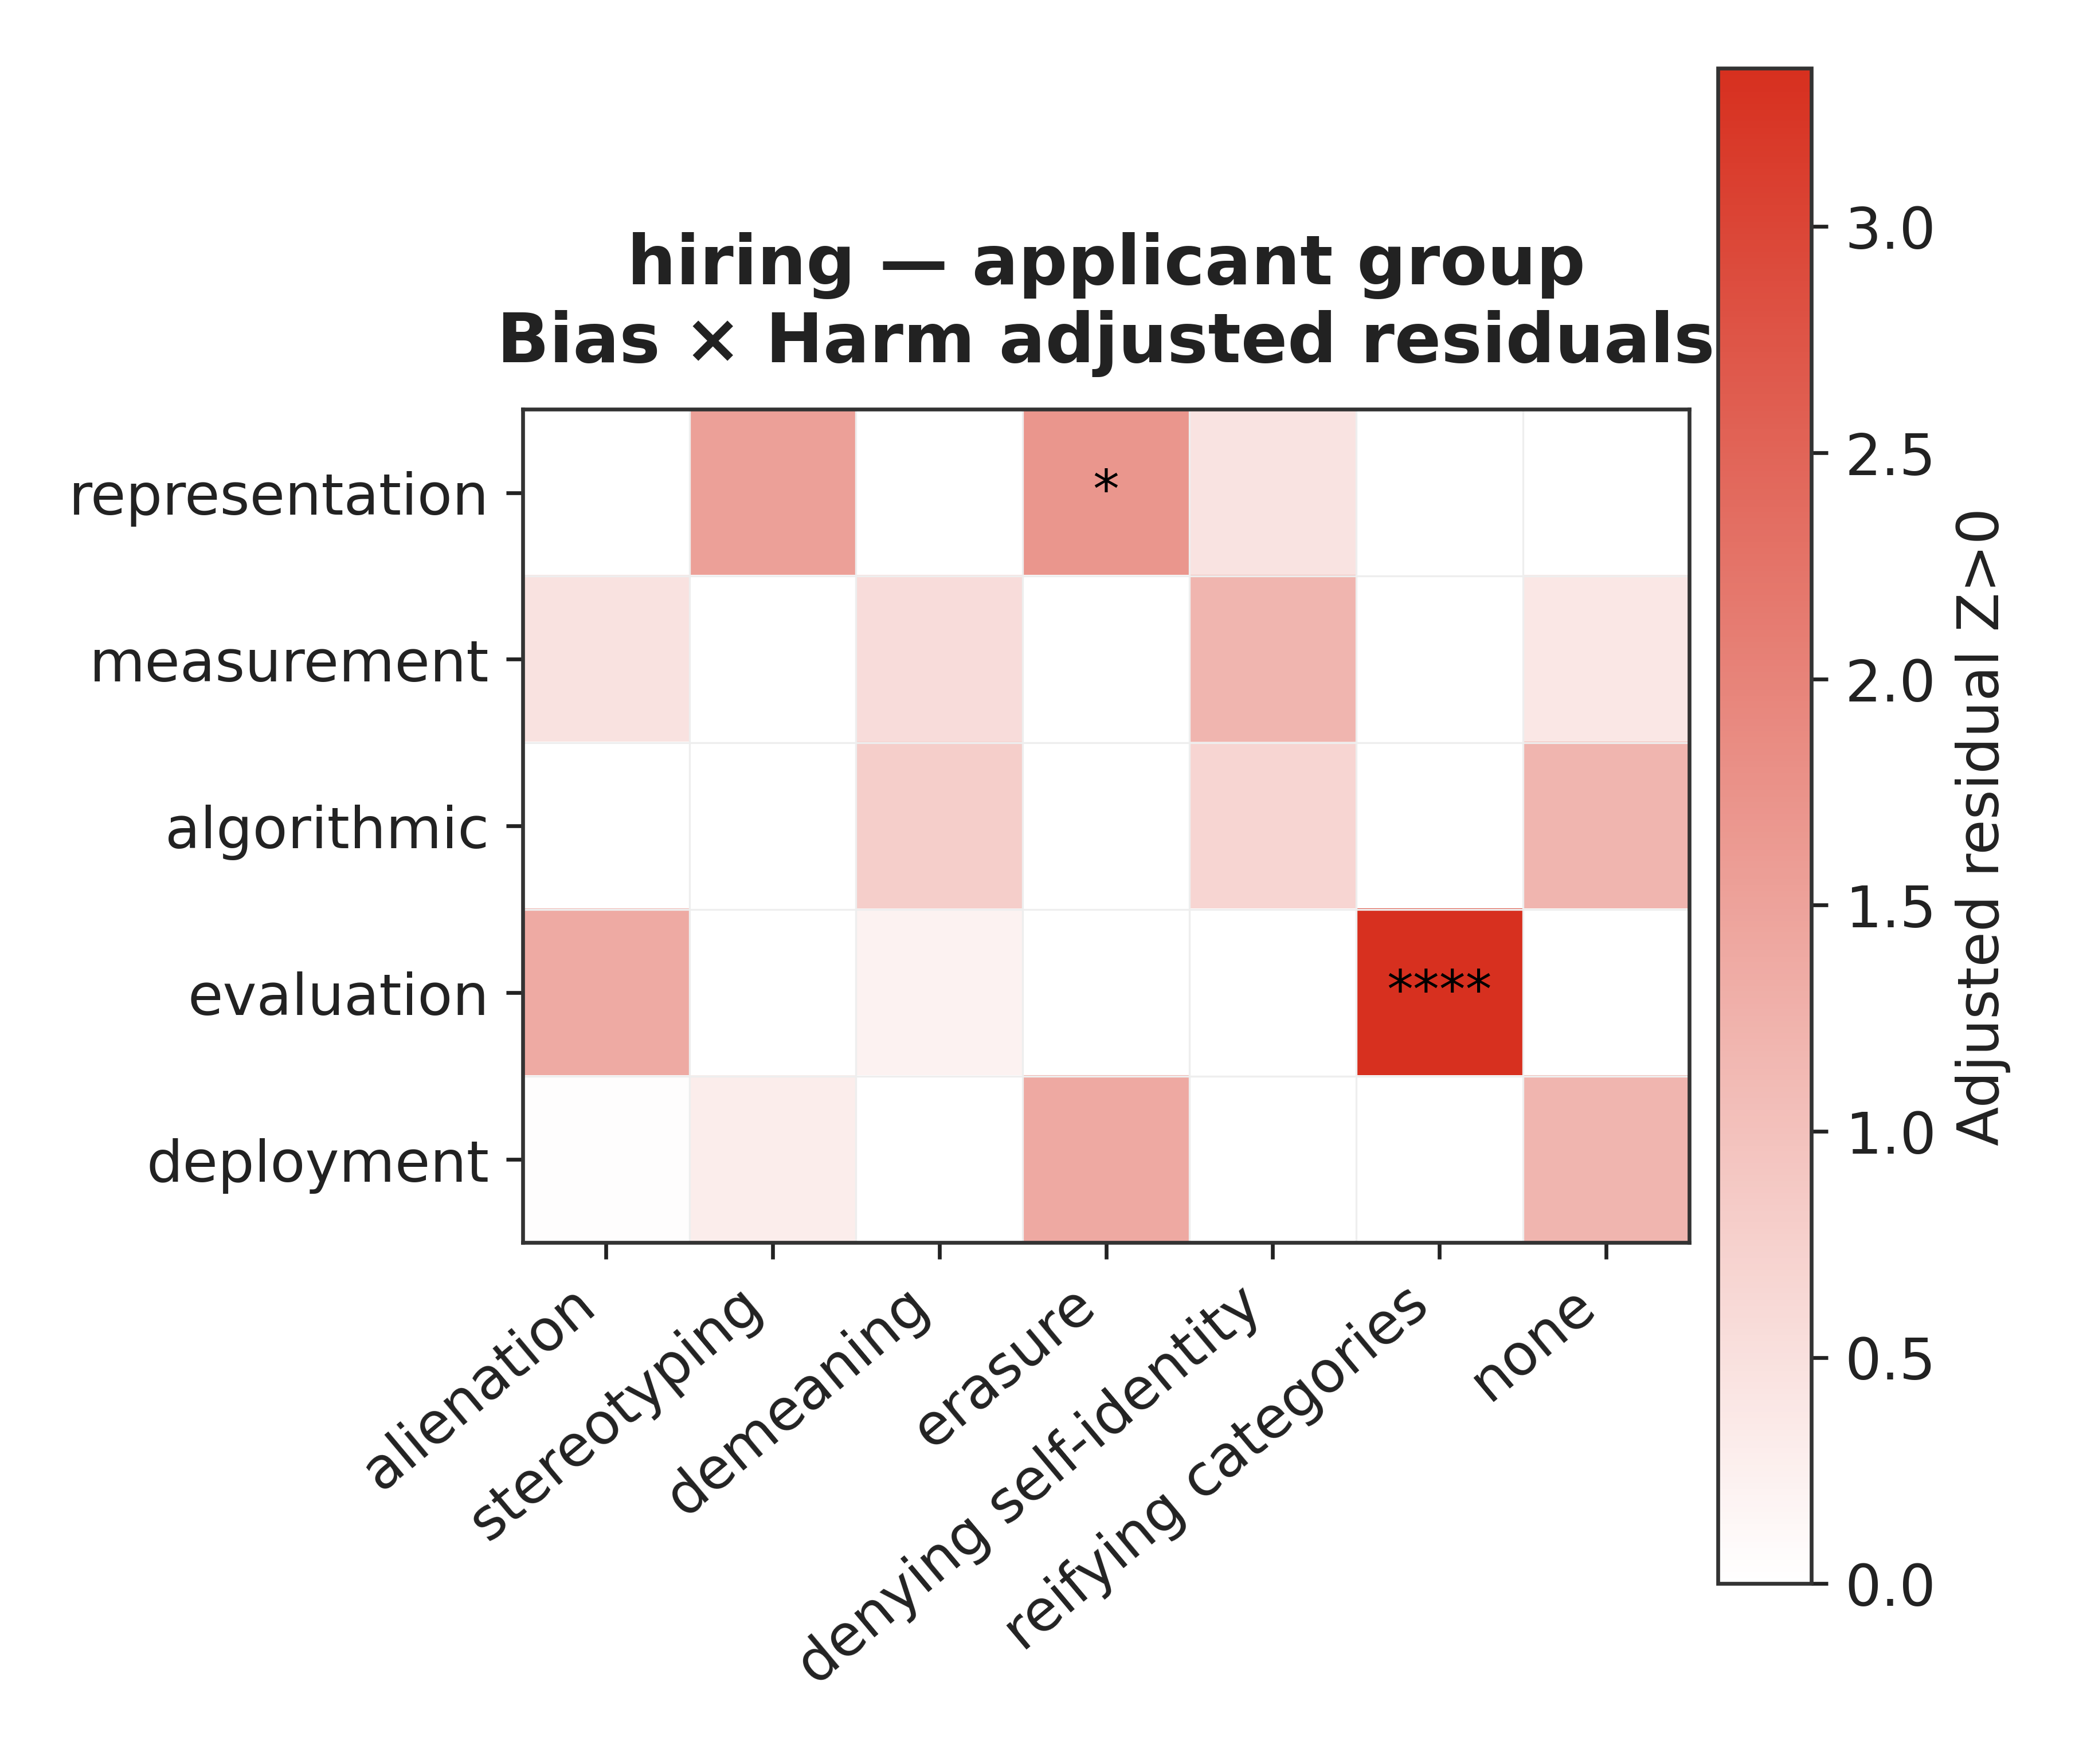 hiring — applicant group
Bias × Harm adjusted residuals
representation
*
measurement
algorithmic
evaluation
****
deployment
alienation
stereotyping
demeaning
erasure
denying self-identity
reifying categories
none
3.0
2.5
2.0
1.5
1.0
0.5
0.0
Adjusted residual Z>0